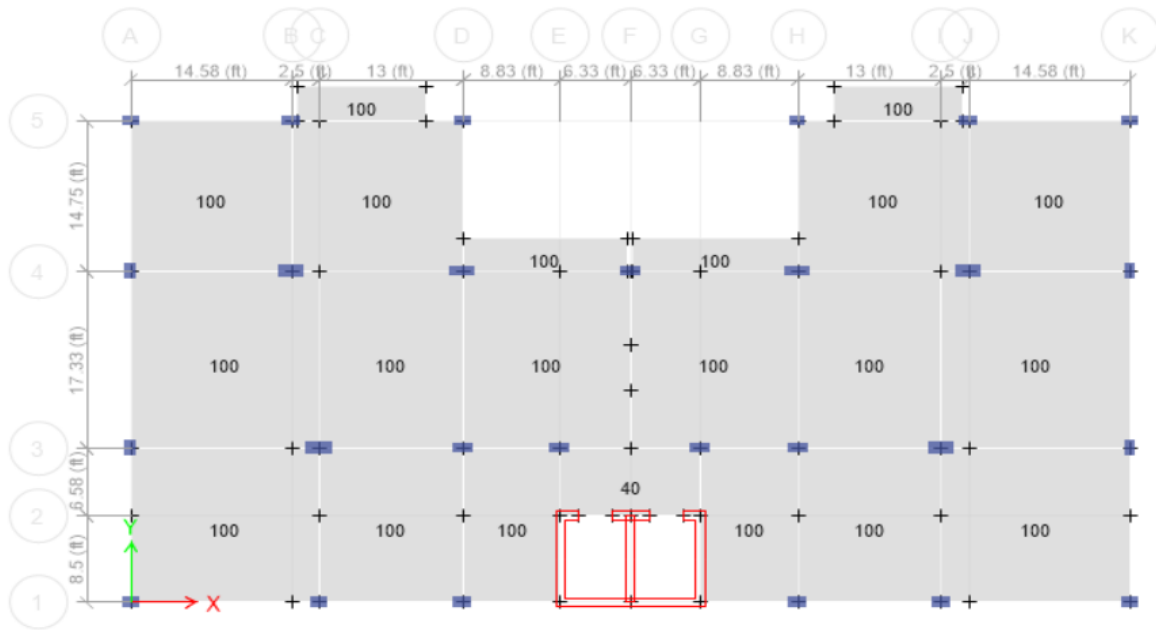 A B C D E F G H I J K
14.58 (ft) 2.5 (ft) 13 (ft) 8.83 (ft) 6.33 (ft) 6.33 (ft) 8.83 (ft) 13 (ft) 2.5 (ft) 14.58 (ft)
100 100
5
14.75 (ft)
100 100 100 100
100 100
4
17.33 (ft)
100 100 100 100 100 100
3
6.58 (ft)
40
2
Y
8.5 (ft)
100 100 100 100 100 100
1
X